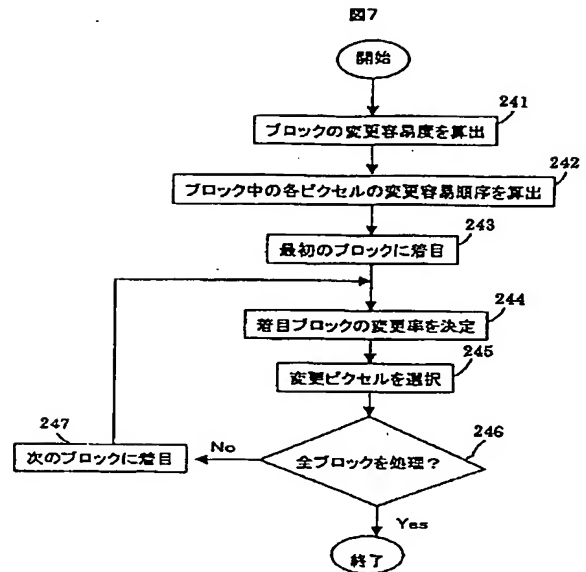 図7
開始
241
ブロックの変更容易度を算出
242
ブロック中の各ピクセルの変更容易順序を算出
243
最初のブロックに着目
244
着目ブロックの変更率を決定
245
変更ピクセルを選択
246
全ブロックを処理？
No
247
次のブロックに着目
Yes
終了